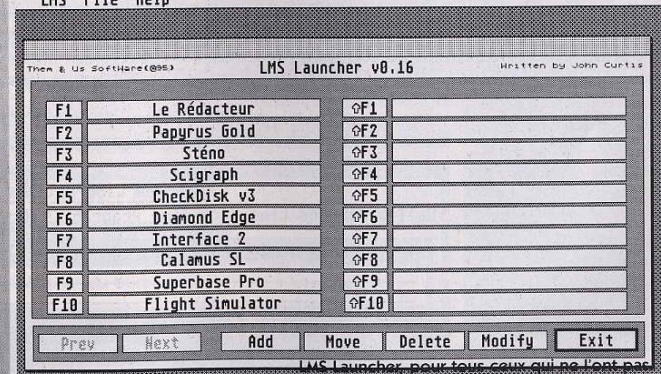 LMS File Help
Them & Us Software(@95) LMS Launcher v0.16 Written by John Curtis
F1 Le Rédacteur ⇧F1
F2 Papyrus Gold ⇧F2
F3 Sténo ⇧F3
F4 Scigraph ⇧F4
F5 CheckDisk v3 ⇧F5
F6 Diamond Edge ⇧F6
F7 Interface 2 ⇧F7
F8 Calamus SL ⇧F8
F9 Superbase Pro ⇧F9
F10 Flight Simulator ⇧F10
Prev Next Add Move Delete Modify Exit
LMS Launcher, pour tous ceux qui ne l'ont pas